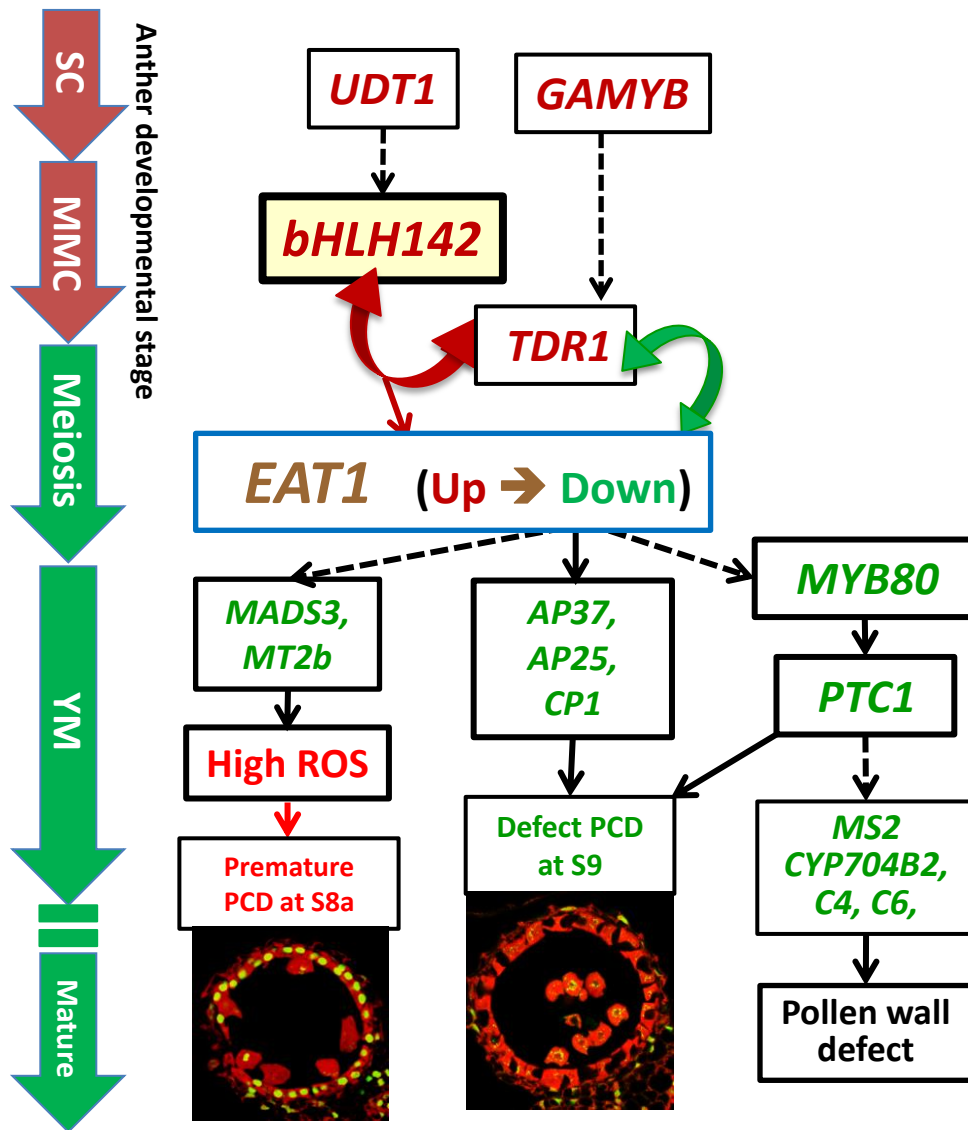 SC
MMC
Meiosis
YM
Mature
Anther developmental stage
UDT1
GAMYB
bHLH142
TDR1
EAT1 (Up ➔ Down)
MADS3,
MT2b
AP37,
AP25,
CP1
MYB80
PTC1
High ROS
Premature
PCD at S8a
Defect PCD
at S9
MS2
CYP704B2,
C4, C6,
Pollen wall
defect